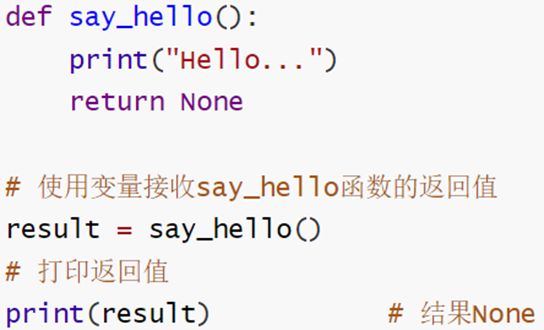 def say_hello():
    print("Hello...")
    return None
# 使用变量接收say_hello函数的返回值
result = say_hello()
# 打印返回值
print(result) # 结果None